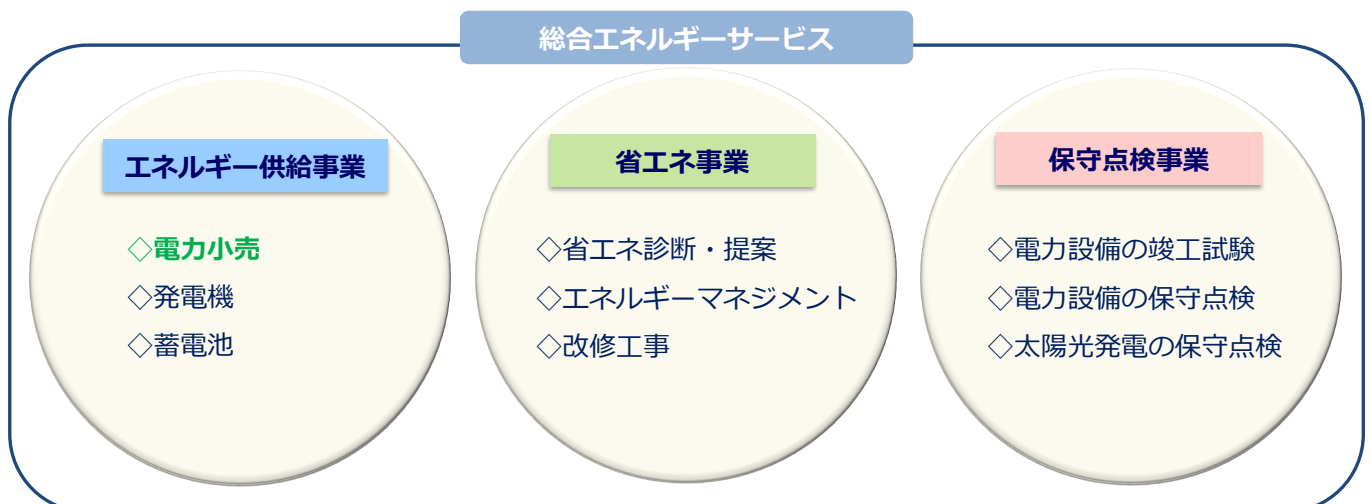 総合エネルギーサービス
エネルギー供給事業
◇電力小売
◇発電機
◇蓄電池
省エネ事業
◇省エネ診断・提案
◇エネルギーマネジメント
◇改修工事
保守点検事業
◇電力設備の竣工試験
◇電力設備の保守点検
◇太陽光発電の保守点検